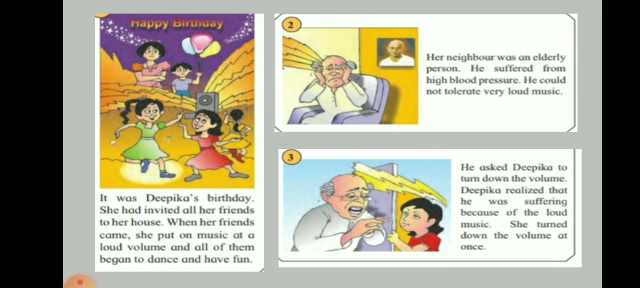 Happy Birthday
It was Deepika's birthday.
She had invited all her friends
to her house. When her friends
came, she put on music at a
loud volume and all of them
began to dance and have fun.
2
Her neighbour was an elderly
person. He suffered from
high blood pressure. He could
not tolerate very loud music.
3
He asked Deepika to
turn down the volume.
Deepika realized that
he was suffering
because of the loud
music. She turned
down the volume at
once.